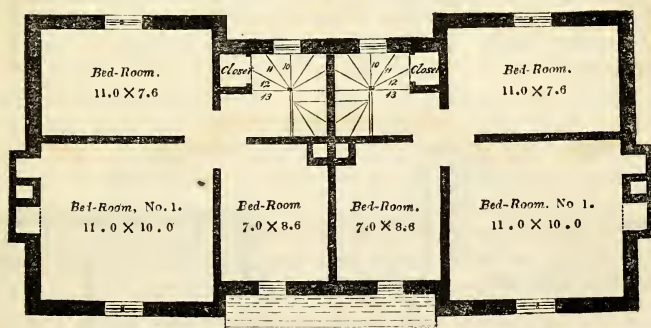 Bed-Room.
11.0 X 7.6
Closet
10
11
12
13
10
11
12
13
Closet
Bed-Room.
11.0 X 7.6
Bed-Room, No. 1.
11.0 X 10.0
Bed-Room
7.0 X 8.6
Bed-Room.
7.0 X 8.6
Bed-Room. No 1.
11.0 X 10.0